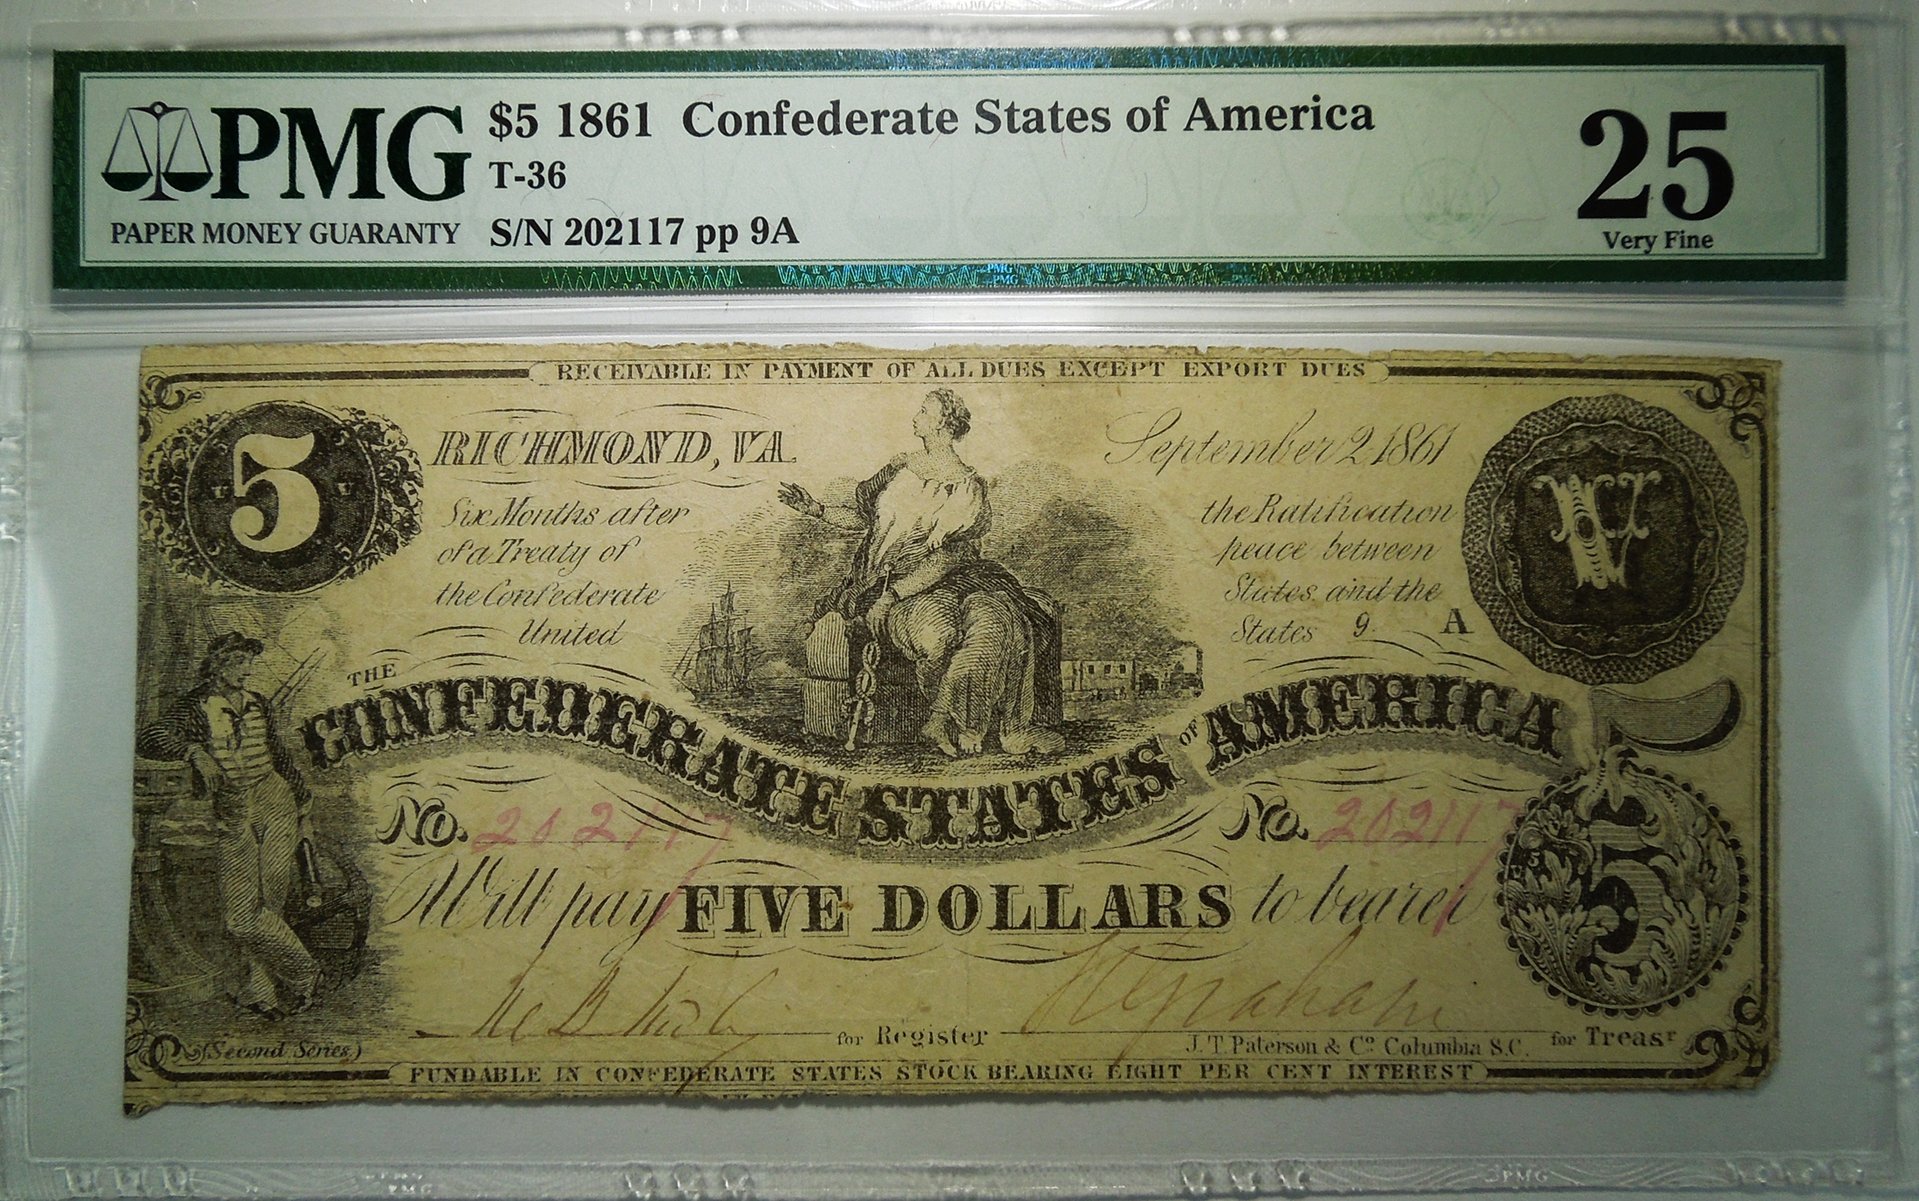 PMG
PAPER MONEY GUARANTY
$5 1861 Confederate States of America
T-36
S/N 202117 pp 9A
25
Very Fine
RECEIVABLE IN PAYMENT OF ALL DUES EXCEPT EXPORT DUES
5
RICHMOND, VA.
September 2, 1861
V
Six Months after the Ratification
of a Treaty of peace between
the Confederate States and the
United States 9 A
THE
CONFEDERATE STATES OF AMERICA
No. 202117
No. 202117
5
Will pay FIVE DOLLARS to bearer
for Register
for Treasr
(Second Series)
J. T. Paterson & Co. Columbia S.C.
FUNDABLE IN CONFEDERATE STATES STOCK BEARING EIGHT PER CENT INTEREST